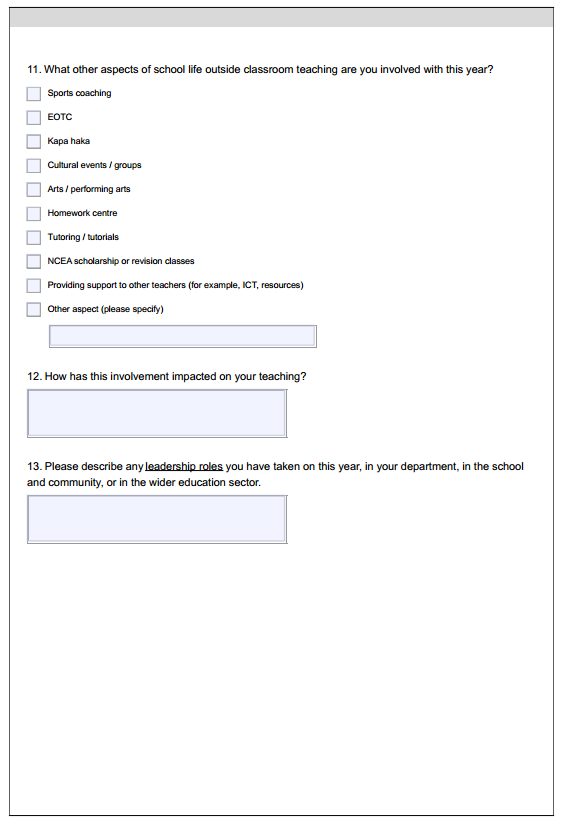 11. What other aspects of school life outside classroom teaching are you involved with this year?
Sports coaching
EOTC
Kapa haka
Cultural events / groups
Arts / performing arts
Homework centre
Tutoring / tutorials
NCEA scholarship or revision classes
Providing support to other teachers (for example, ICT, resources)
Other aspect (please specify)
12. How has this involvement impacted on your teaching?
13. Please describe any leadership roles you have taken on this year, in your department, in the school
and community, or in the wider education sector.